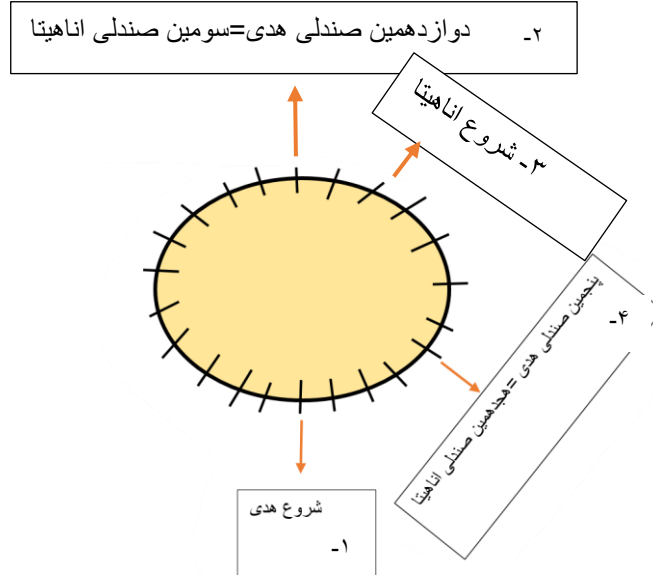 ۲- دوازدهمین صندلی هدی=سومین صندلی اناهیتا
۳- شروع اناهیتا
۴-
پنجمین صندلی هدی =هجدهمین صندلی اناهیتا
شروع هدی
۱-